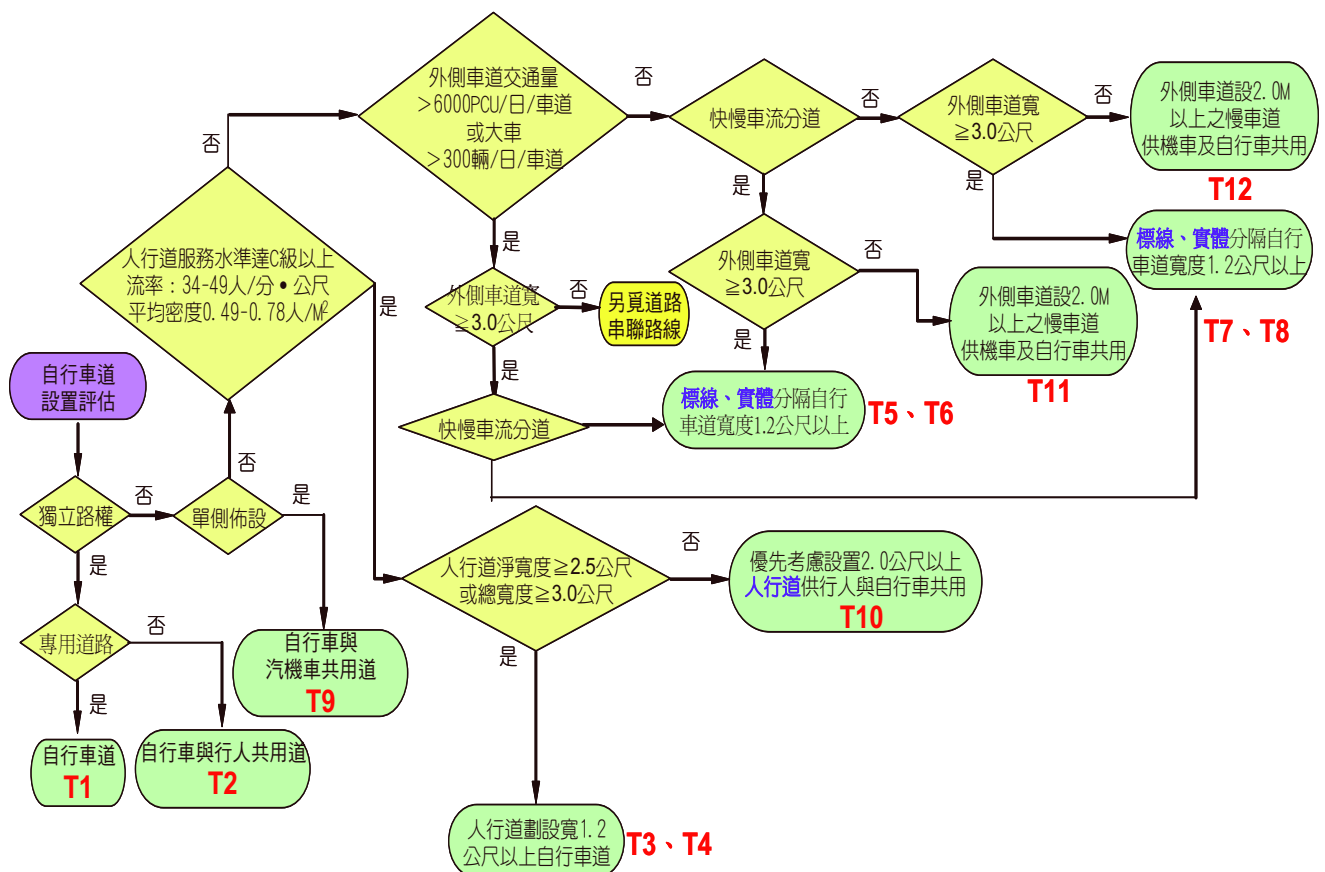 外側車道交通量
>6000PCU/日/車道
或大車
>300輛/日/車道
否
快慢車流分道
否
外側車道寬
≧3.0公尺
否
外側車道設2.0M
以上之慢車道
供機車及自行車共用
T12
否
是
是
是
人行道服務水準達C級以上
流率：34-49人/分•公尺
平均密度0.49-0.78人/M²
是
外側車道寬
≧3.0公尺
否
另覓道路
串聯路線
外側車道寬
≧3.0公尺
否
標線、實體分隔自行
車道寬度1.2公尺以上
T7、T8
外側車道設2.0M
以上之慢車道
供機車及自行車共用
T11
是
是
自行車道
設置評估
快慢車流分道
標線、實體分隔自行
車道寬度1.2公尺以上
T5、T6
否
獨立路權
否
單側佈設
是
是
人行道淨寬度≧2.5公尺
或總寬度≧3.0公尺
否
優先考慮設置2.0公尺以上
人行道供行人與自行車共用
T10
專用道路
否
自行車與
汽機車共用道
T9
是
是
自行車道
T1
自行車與行人共用道
T2
人行道劃設寬1.2
公尺以上自行車道
T3、T4